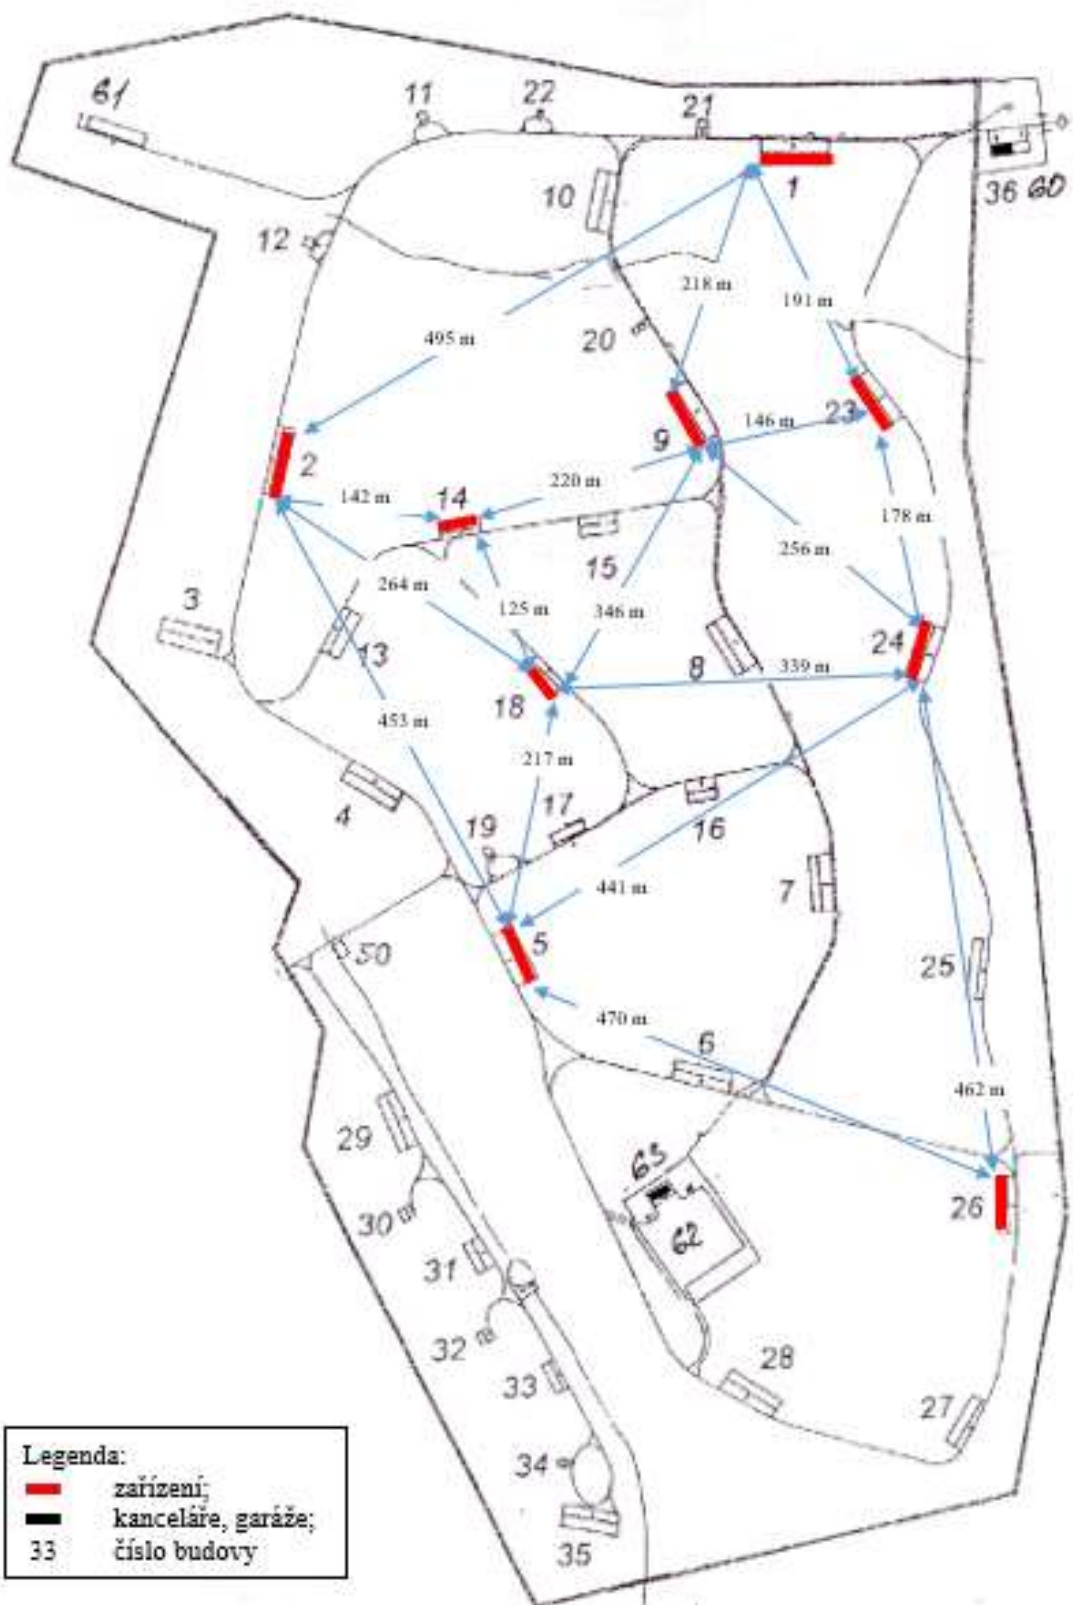 61
11
22
21
1
36 60
10
12
218 m
191 m
20
495 m
23
9
146 m
2
220 m
142 m
14
178 m
15
256 m
264 m
3
125 m
346 m
13
24
8
339 m
18
453 m
217 m
4
17
16
19
7
441 m
5
50
25
470 m
6
462 m
29
63
26
30
62
31
32
28
33
27
34
35
Legenda:
zařízení;
kanceláře, garáže;
33 číslo budovy